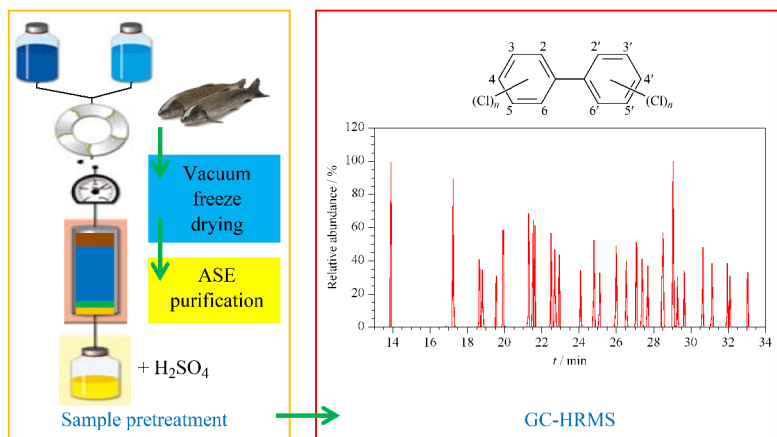 Vacuum
freeze
drying
ASE
purification
+ H₂SO₄
Sample pretreatment
3 2 2′ 3′
4 4′
(Cl)n (Cl)n
5 6 6′ 5′
120
100
80
60
40
20
0
Relative abundance / %
14 16 18 20 22 24 26 28 30 32 34
t / min
GC-HRMS